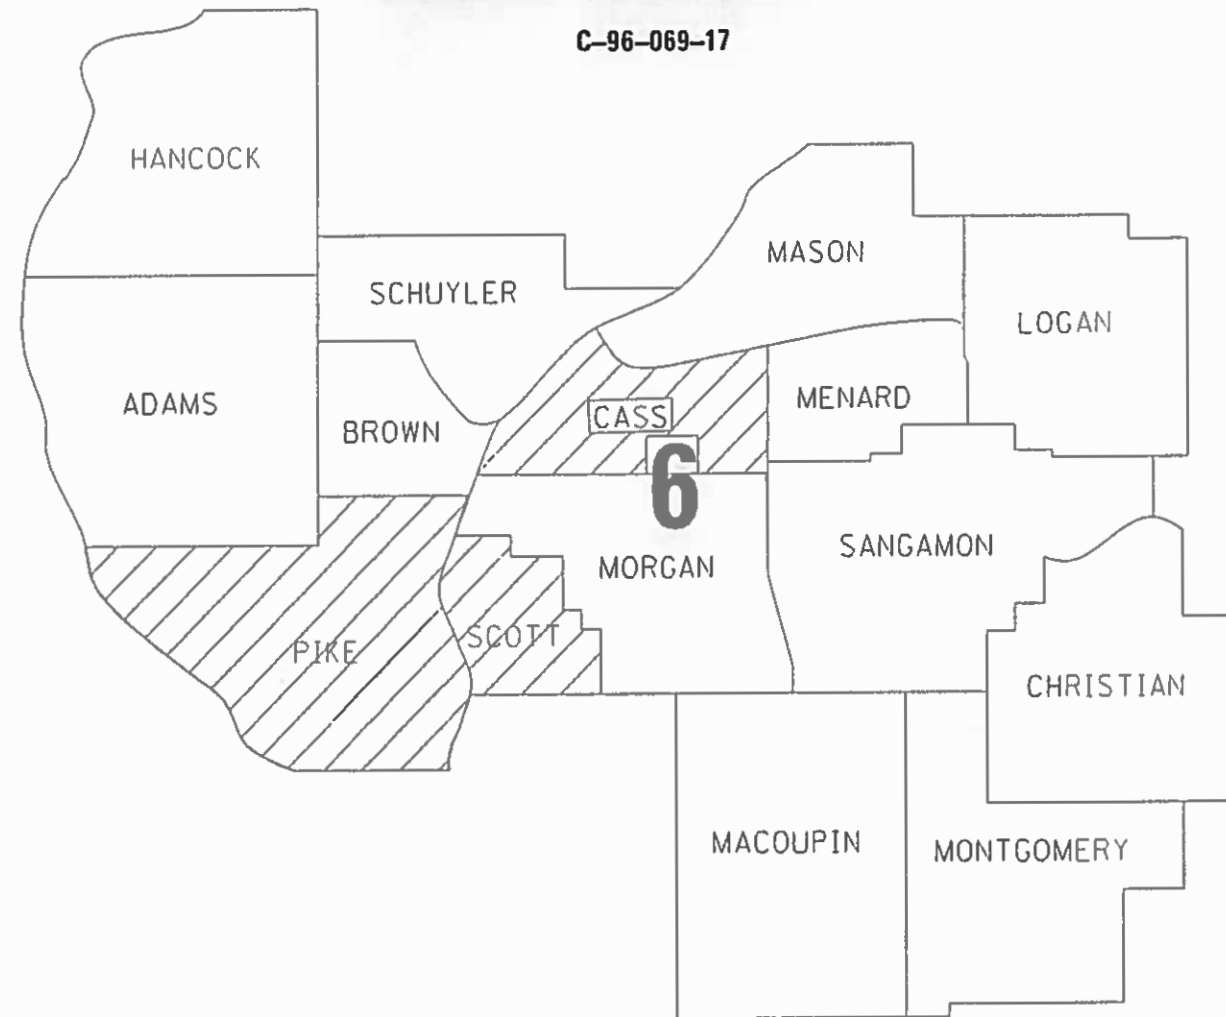 C–96–069–17
HANCOCK
MASON
SCHUYLER
LOGAN
ADAMS
CASS
MENARD
BROWN
6
SANGAMON
MORGAN
PIKE
SCOTT
CHRISTIAN
MACOUPIN
MONTGOMERY